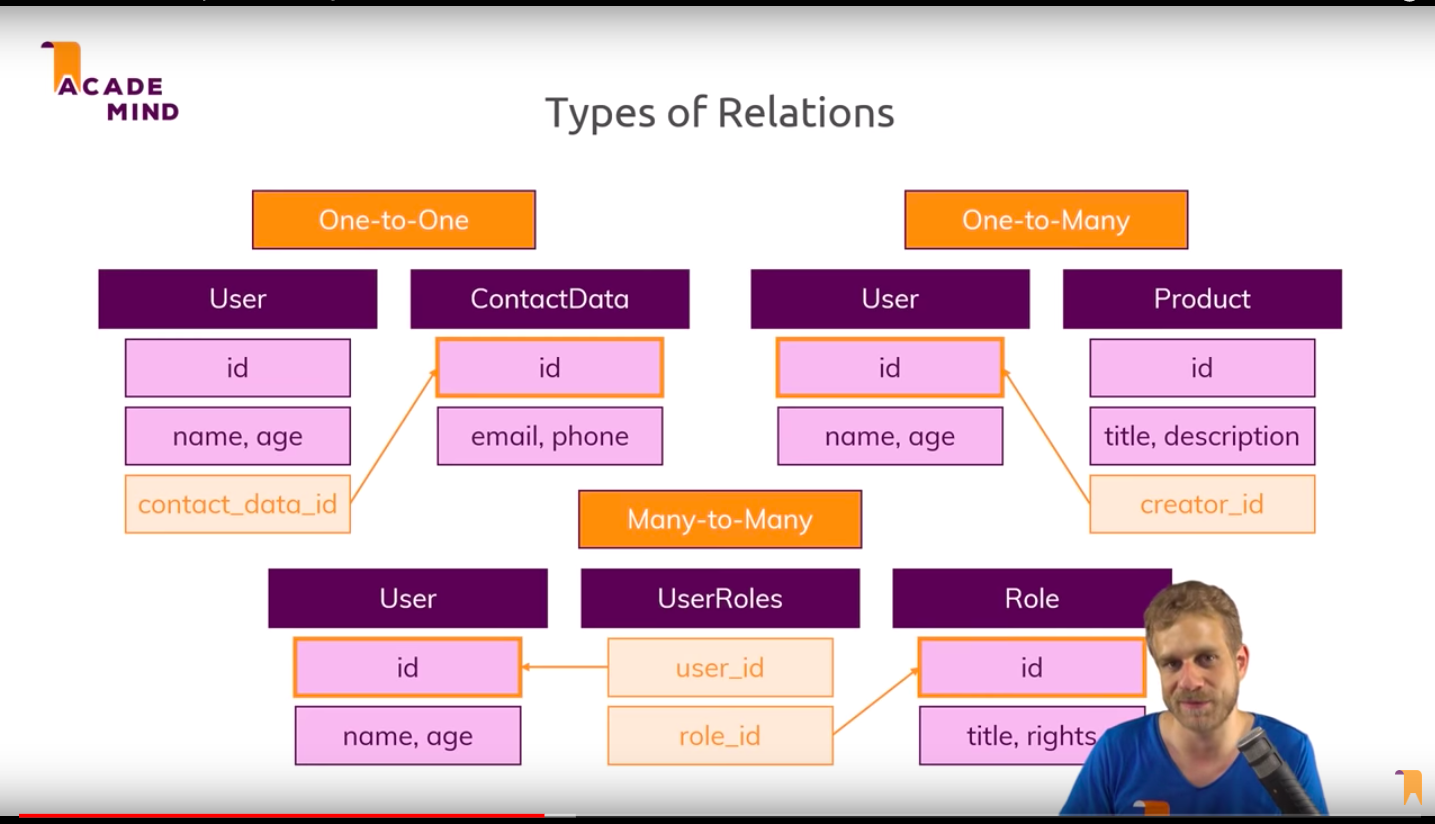 ACADE
MIND
Types of Relations
One-to-One
User
ContactData
id
id
name, age
email, phone
contact_data_id
One-to-Many
User
Product
id
id
name, age
title, description
creator_id
Many-to-Many
User
UserRoles
Role
id
user_id
id
name, age
role_id
title, rights